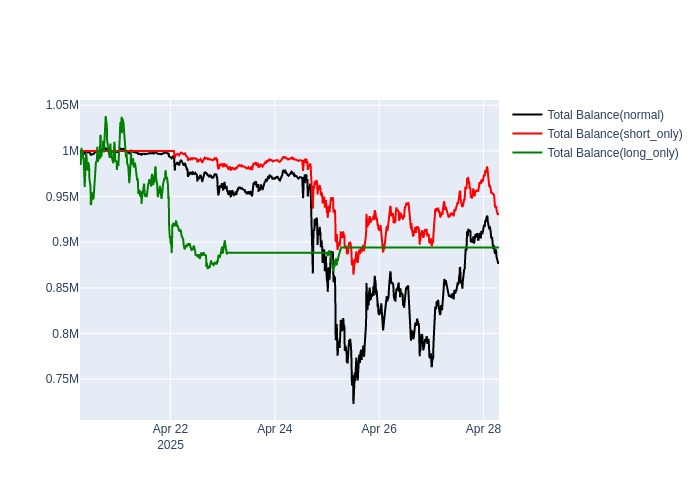 1.05M
1M
0.95M
0.9M
0.85M
0.8M
0.75M
Apr 22
2025
Apr 24
Apr 26
Apr 28
Total Balance(normal)
Total Balance(short_only)
Total Balance(long_only)